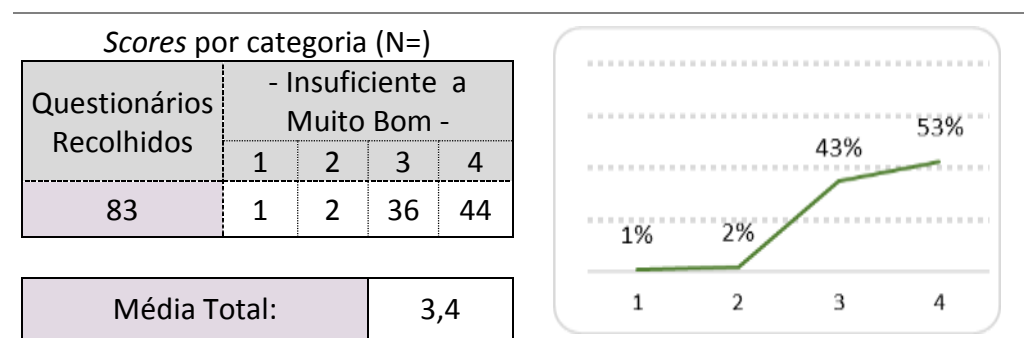 Scores por categoria (N=)
Questionários
Recolhidos
- Insuficiente a
Muito Bom -
1 2 3 4
83 1 2 36 44
Média Total: 3,4
53%
43%
1% 2%
1 2 3 4